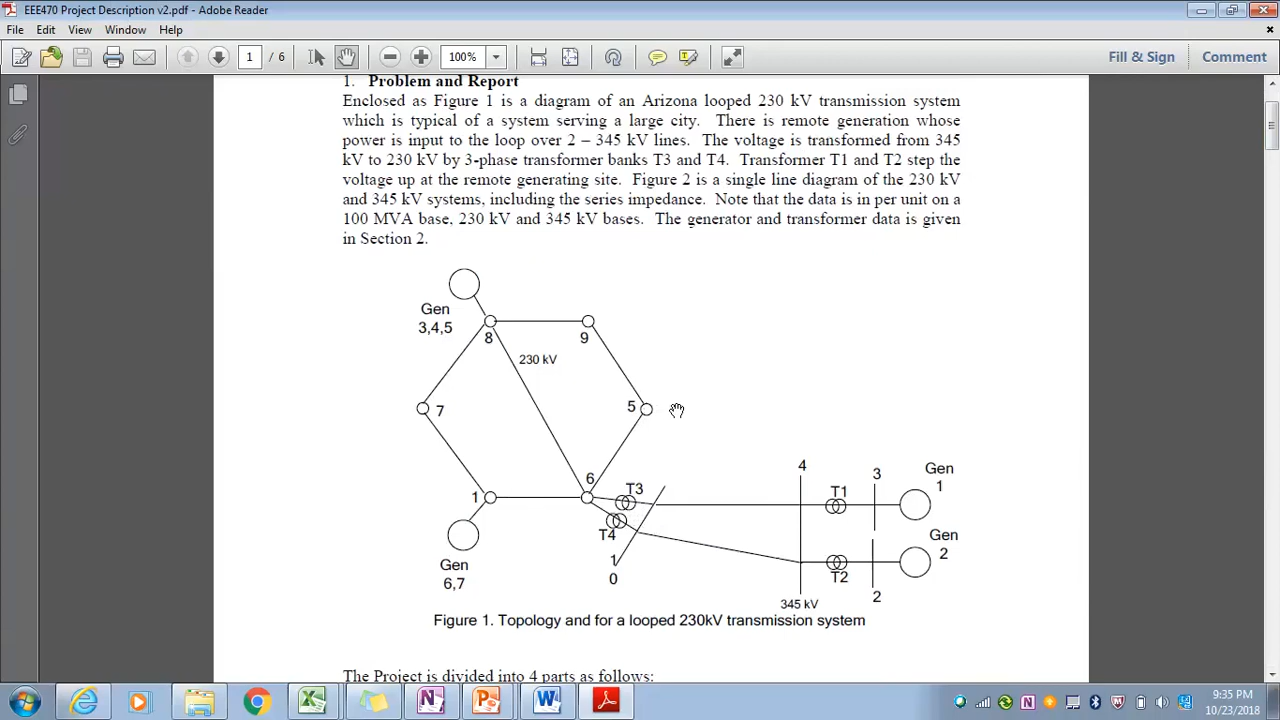 EEE470 Project Description v2.pdf - Adobe Reader
File Edit View Window Help
1 / 6 100% Fill & Sign Comment
1. Problem and Report
Enclosed as Figure 1 is a diagram of an Arizona looped 230 kV transmission system
which is typical of a system serving a large city. There is remote generation whose
power is input to the loop over 2 – 345 kV lines. The voltage is transformed from 345
kV to 230 kV by 3-phase transformer banks T3 and T4. Transformer T1 and T2 step the
voltage up at the remote generating site. Figure 2 is a single line diagram of the 230 kV
and 345 kV systems, including the series impedance. Note that the data is in per unit on a
100 MVA base, 230 kV and 345 kV bases. The generator and transformer data is given
in Section 2.
Gen
3,4,5
8
9
230 kV
7
5
6
1
T3
T4
1
0
Gen
6,7
4
3
T1
Gen
1
T2
Gen
2
2
345 kV
Figure 1. Topology and for a looped 230kV transmission system
The Project is divided into 4 parts as follows:
9:35 PM
10/23/2018